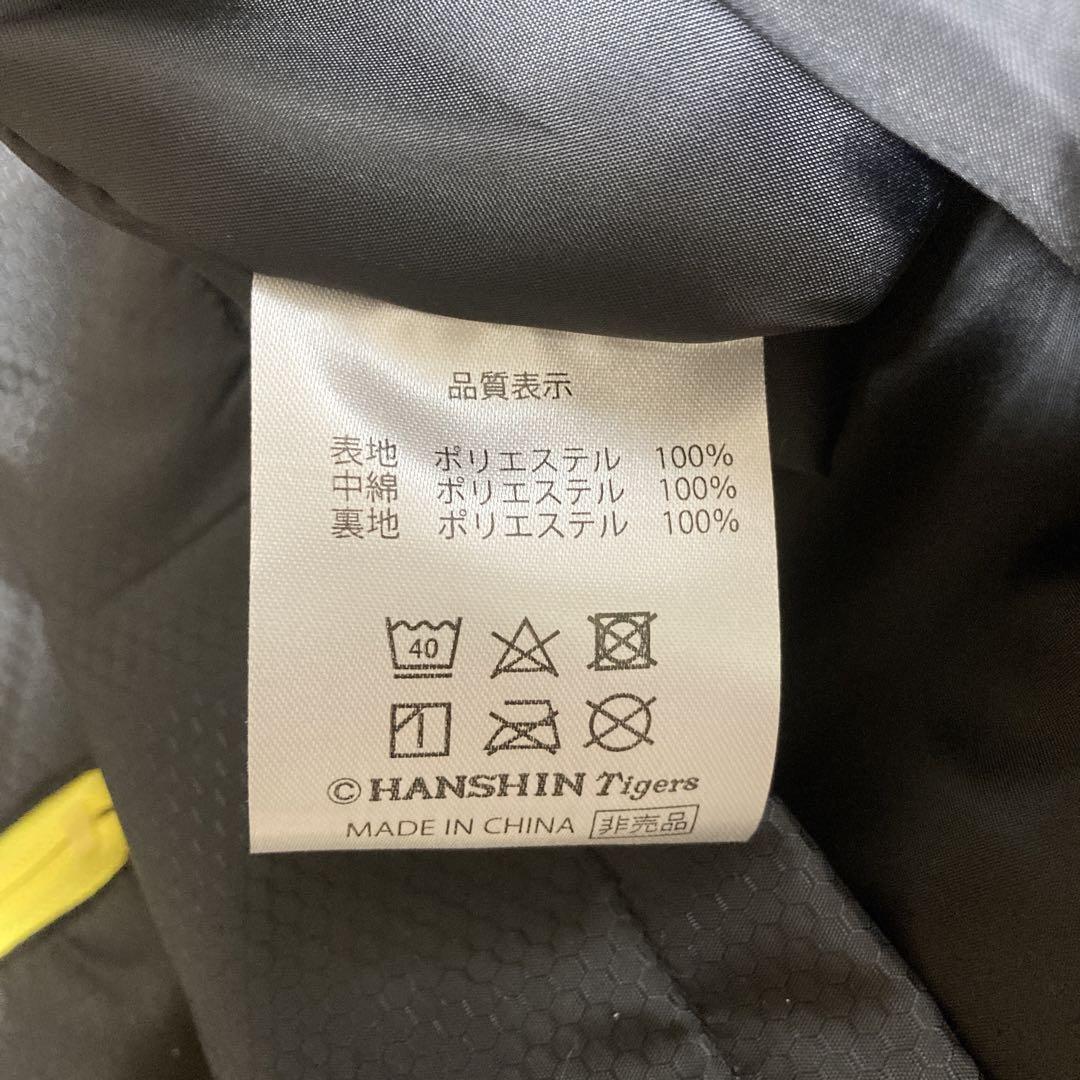 品質表示
表地 ポリエステル 100%
中綿 ポリエステル 100%
裏地 ポリエステル 100%
40
© HANSHIN Tigers
MADE IN CHINA 非売品